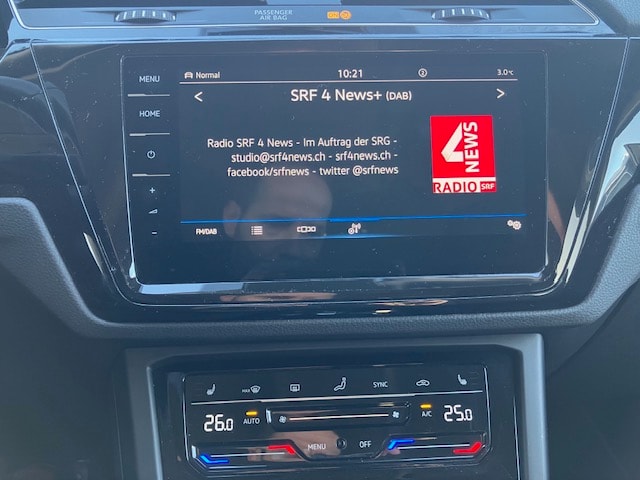 PASSENGER
AIR BAG
ON
MENU
HOME
Normal
10:21
3.0°C
< SRF 4 News+ (DAB) >
Radio SRF 4 News - Im Auftrag der SRG -
studio@srf4news.ch - srf4news.ch -
facebook/srfnews - twitter @srfnews
4 NEWS
RADIO SRF
+
-
FM/DAB
MAX
SYNC
26.0
AUTO
A/C
25.0
MENU
OFF